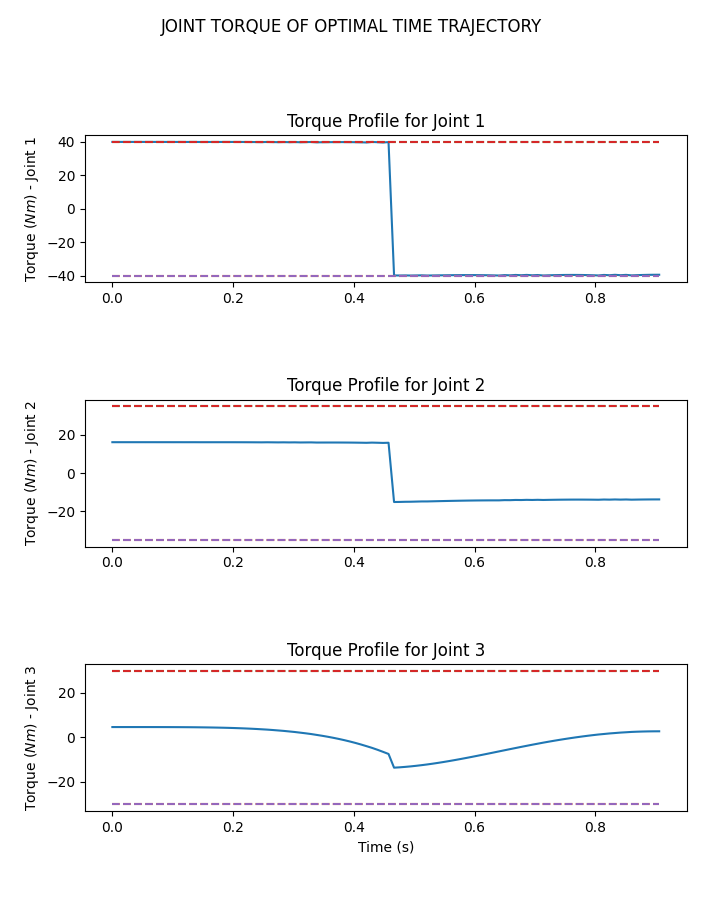 JOINT TORQUE OF OPTIMAL TIME TRAJECTORY
Torque Profile for Joint 1
Torque (Nm) - Joint 1
40
20
0
−20
−40
0.0 0.2 0.4 0.6 0.8
Torque Profile for Joint 2
Torque (Nm) - Joint 2
20
0
−20
0.0 0.2 0.4 0.6 0.8
Torque Profile for Joint 3
Torque (Nm) - Joint 3
20
0
−20
0.0 0.2 0.4 0.6 0.8
Time (s)